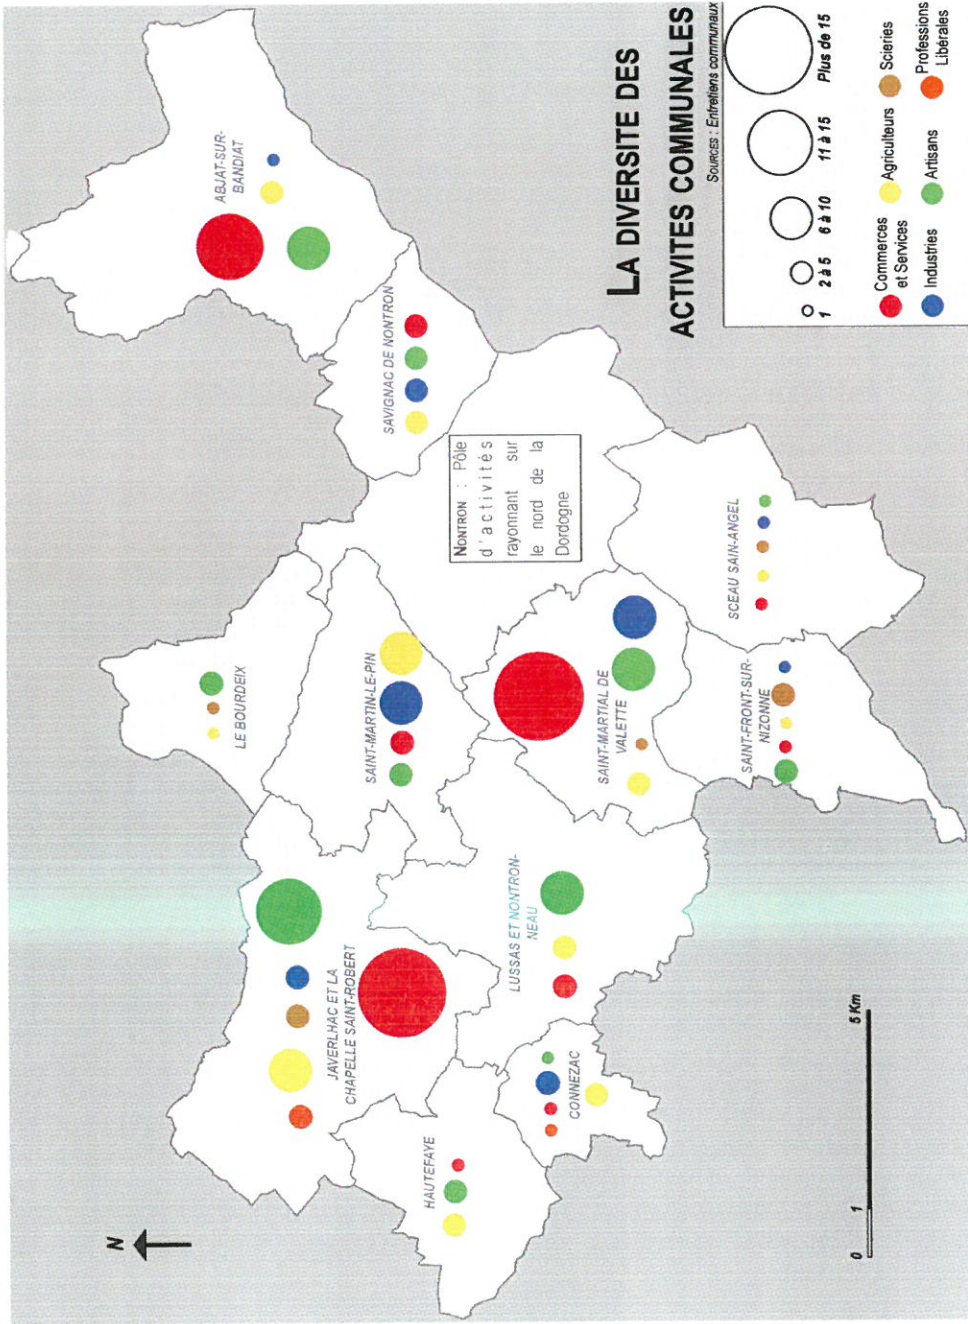 LA DIVERSITE DES
ACTIVITES COMMUNALES
SOURCES : Entretiens communaux
1
2 à 5
6 à 10
11 à 15
Plus de 15
Commerces
et Services
Agriculteurs
Scieries
Industries
Artisans
Professions
Libérales
N
ABJAT-SUR-
BANDIAT
SAVIGNAC DE NONTRON
NONTRON : Pôle
d'activités
rayonnant sur
le nord de la
Dordogne
LE BOURDEIX
SAINT-MARTIN-LE-PIN
SAINT-MARTIAL DE
VALETTE
SCEAU SAIN-ANGEL
SAINT-FRONT-SUR-
NIZONNE
JAVERLHAC ET LA
CHAPELLE SAINT-ROBERT
LUSSAS ET NONTRON-
NEAU
HAUTEFAYE
CONNEZAC
0
1
5 Km